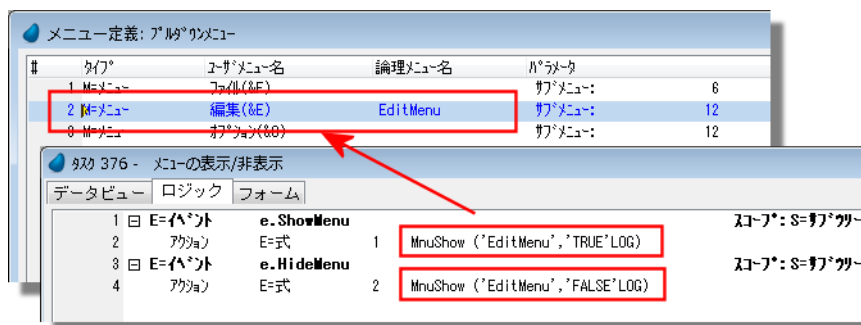 メニュー定義: ﾌﾟﾙﾀﾞｳﾝﾒﾆｭｰ
# ﾀｲﾌﾟ ﾕｰｻﾞﾒﾆｭｰ名 論理ﾒﾆｭｰ名 ﾊﾟﾗﾒｰﾀ
1 M=ﾒﾆｭｰ ﾌｧｲﾙ(&F) ｻﾌﾞﾒﾆｭｰ: 6
2 M=ﾒﾆｭｰ 編集(&E) EditMenu ｻﾌﾞﾒﾆｭｰ: 12
3 M=ﾒﾆｭｰ ｵﾌﾟｼｮﾝ(&O) ｻﾌﾞﾒﾆｭｰ: 12
ﾀｽｸ 376 - ﾒﾆｭｰの表示/非表示
データビュー ロジック フォーム
1 E=ｲﾍﾞﾝﾄ e.ShowMenu ｽｺｰﾌﾟ: S=ｻﾌﾞﾂﾘｰ
2 ｱｸｼｮﾝ E=式 1 MnuShow ('EditMenu','TRUE'LOG)
3 E=ｲﾍﾞﾝﾄ e.HideMenu ｽｺｰﾌﾟ: S=ｻﾌﾞﾂﾘｰ
4 ｱｸｼｮﾝ E=式 2 MnuShow ('EditMenu','FALSE'LOG)